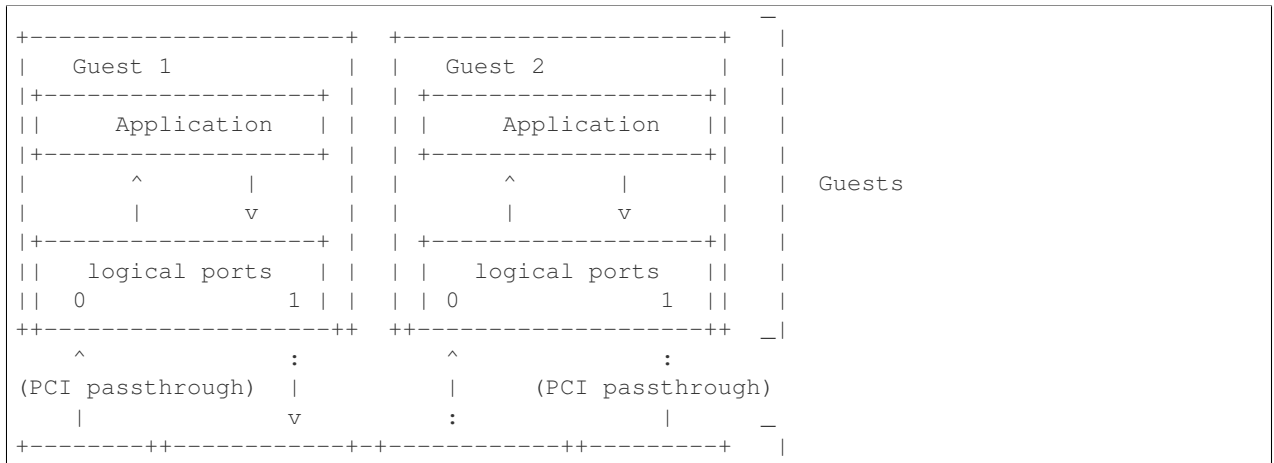 _
+----------------------+  +----------------------+   |
|   Guest 1            |  |   Guest 2            |   |
|+-------------------+ |  | +-------------------+|   |
||     Application   | |  | |     Application   ||   |
|+-------------------+ |  | +-------------------+|   |
|       ^       |      |  |       ^       |      |   |  Guests
|       |       v      |  |       |       v      |   |
|+-------------------+ |  | +-------------------+|   |
||   logical ports   | |  | |   logical ports   ||   |
||  0              1 | |  | | 0              1  ||   |
++--------------------++  ++--------------------++  _|
    ^              :          ^              :
(PCI passthrough)  |          |     (PCI passthrough)
    |              v          :              |      _
+--------++------------+-+------------++---------+   |